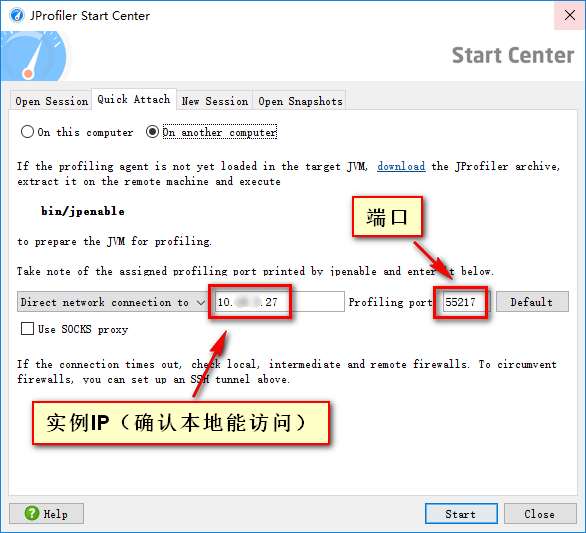 JProfiler Start Center
Start Center
Open Session Quick Attach New Session Open Snapshots
On this computer On another computer
If the profiling agent is not yet loaded in the target JVM, download the JProfiler archive,
extract it on the remote machine and execute
bin/jpenable
端口
to prepare the JVM for profiling.
Take note of the assigned profiling port printed by jpenable and enter it below.
Direct network connection to 10. .27 Profiling port 55217 Default
Use SOCKS proxy
If the connection times out, check local, intermediate and remote firewalls. To circumvent
firewalls, you can set up an SSH tunnel above.
实例IP（确认本地能访问）
Help Start Close